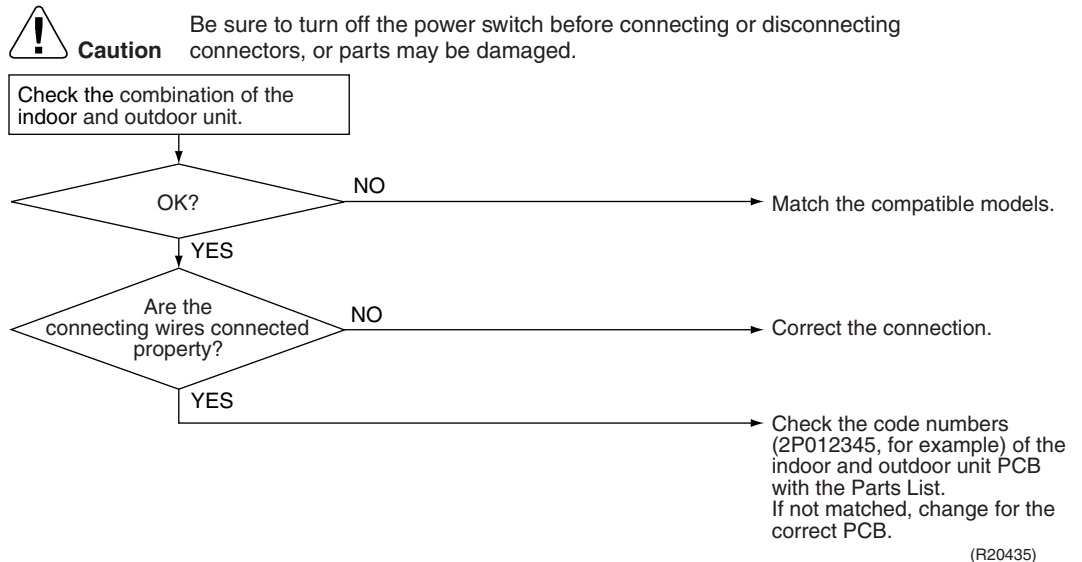 Be sure to turn off the power switch before connecting or disconnecting
Caution connectors, or parts may be damaged.
Check the combination of the
indoor and outdoor unit.
OK?
NO
Match the compatible models.
YES
Are the
connecting wires connected
property?
NO
Correct the connection.
YES
Check the code numbers
(2P012345, for example) of the
indoor and outdoor unit PCB
with the Parts List.
If not matched, change for the
correct PCB.
(R20435)